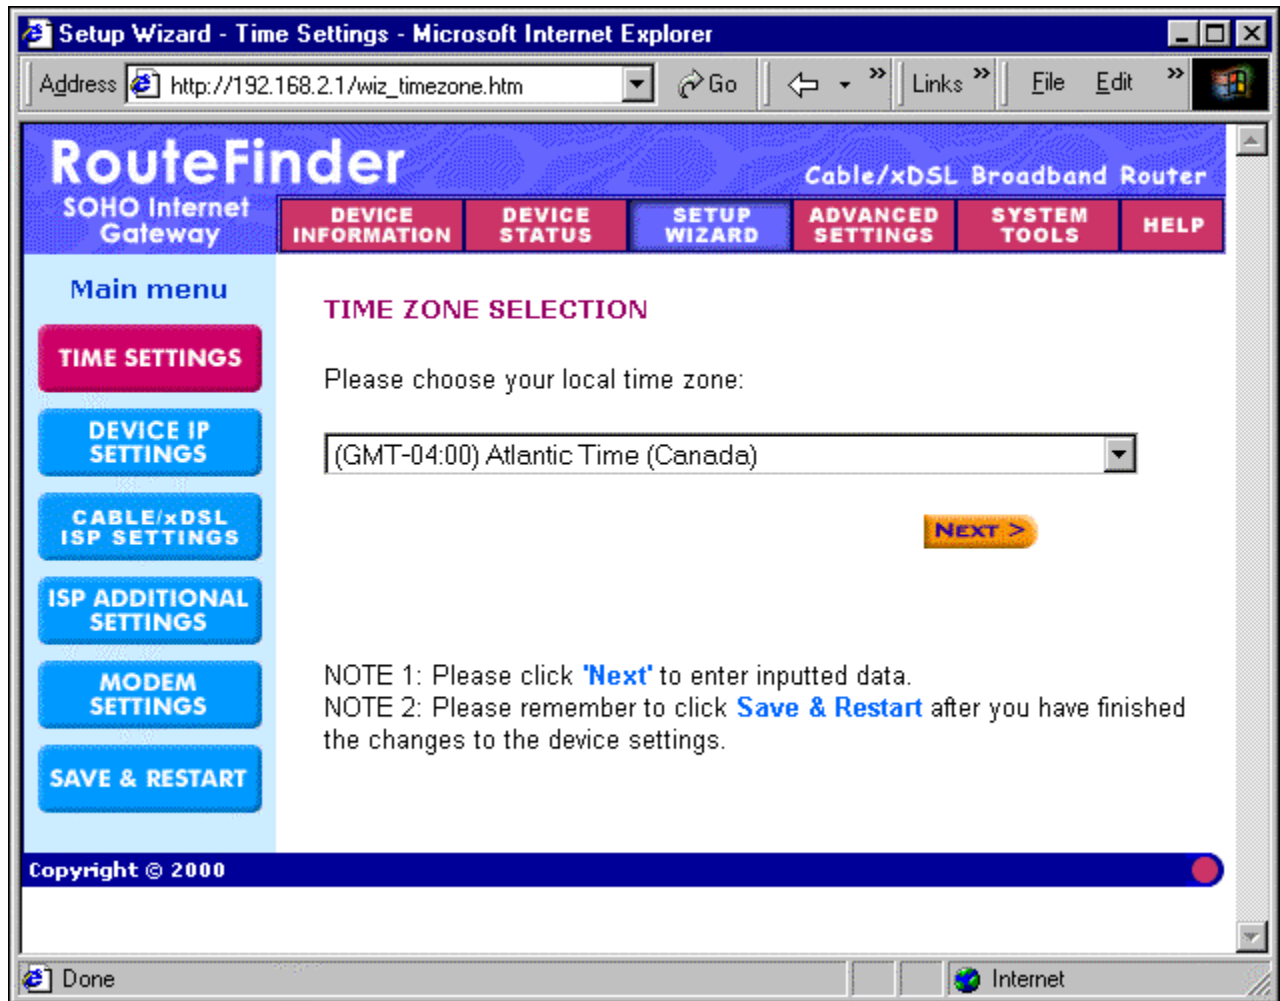 Setup Wizard - Time Settings - Microsoft Internet Explorer
Address http://192.168.2.1/wiz_timezone.htm Go Links File Edit
RouteFinder
SOHO Internet
Gateway
Cable/xDSL Broadband Router
DEVICE
INFORMATION
DEVICE
STATUS
SETUP
WIZARD
ADVANCED
SETTINGS
SYSTEM
TOOLS
HELP
Main menu
TIME SETTINGS
DEVICE IP
SETTINGS
CABLE/xDSL
ISP SETTINGS
ISP ADDITIONAL
SETTINGS
MODEM
SETTINGS
SAVE & RESTART
TIME ZONE SELECTION
Please choose your local time zone:
(GMT-04:00) Atlantic Time (Canada)
NEXT >
NOTE 1: Please click 'Next' to enter inputted data.
NOTE 2: Please remember to click Save & Restart after you have finished
the changes to the device settings.
Copyright © 2000
Done
Internet